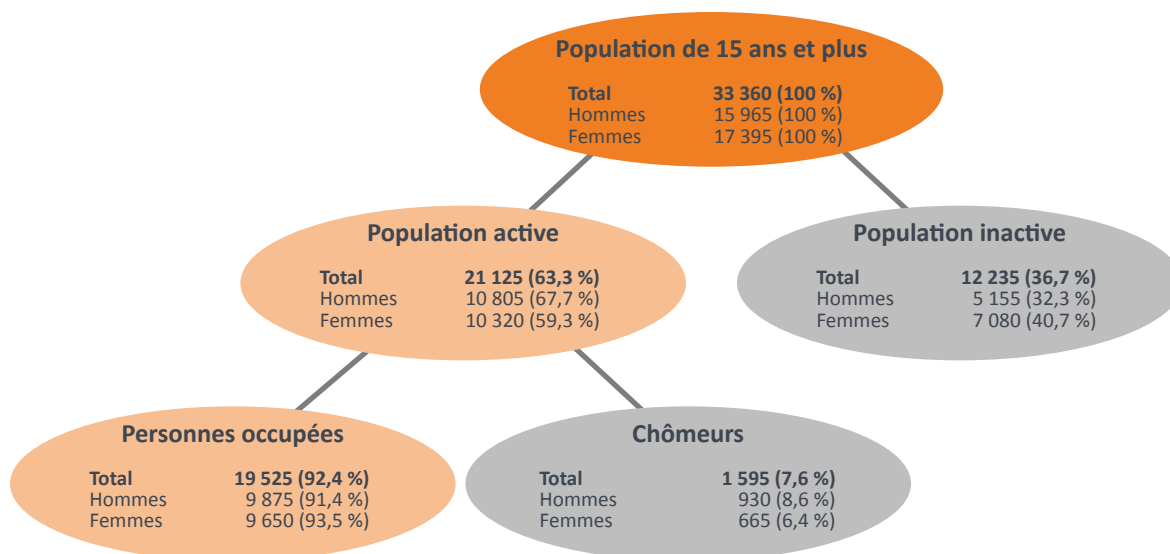 Population de 15 ans et plus
Total 33 360 (100 %)
Hommes 15 965 (100 %)
Femmes 17 395 (100 %)
Population active
Total 21 125 (63,3 %)
Hommes 10 805 (67,7 %)
Femmes 10 320 (59,3 %)
Population inactive
Total 12 235 (36,7 %)
Hommes 5 155 (32,3 %)
Femmes 7 080 (40,7 %)
Personnes occupées
Total 19 525 (92,4 %)
Hommes 9 875 (91,4 %)
Femmes 9 650 (93,5 %)
Chômeurs
Total 1 595 (7,6 %)
Hommes 930 (8,6 %)
Femmes 665 (6,4 %)